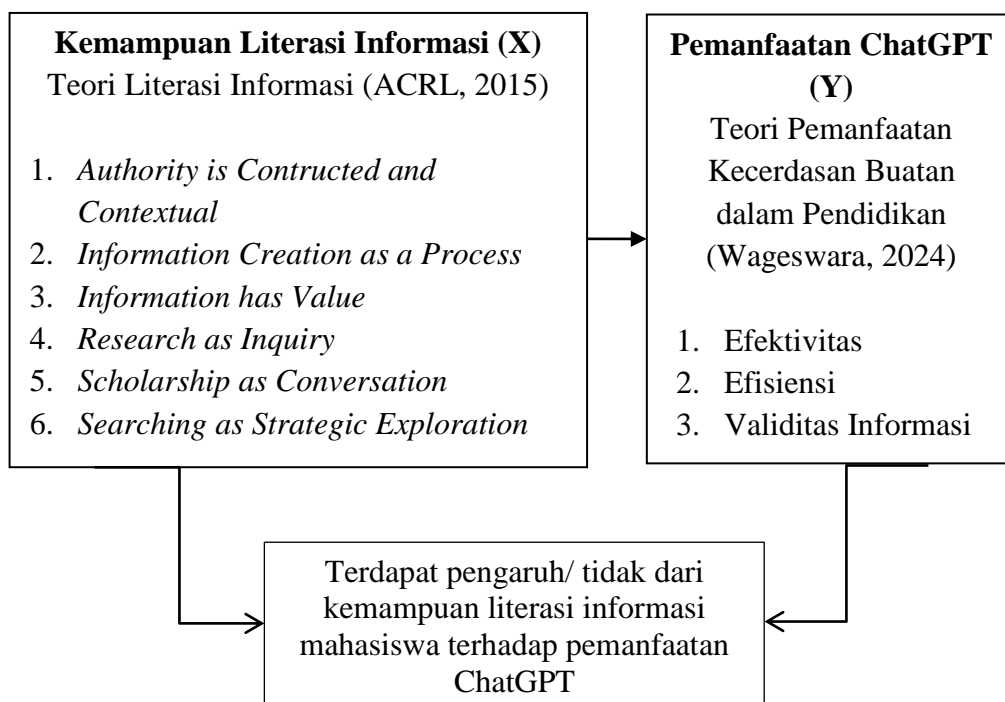 Kemampuan Literasi Informasi (X)
Teori Literasi Informasi (ACRL, 2015)
1. Authority is Contructed and
Contextual
2. Information Creation as a Process
3. Information has Value
4. Research as Inquiry
5. Scholarship as Conversation
6. Searching as Strategic Exploration
Pemanfaatan ChatGPT
(Y)
Teori Pemanfaatan
Kecerdasan Buatan
dalam Pendidikan
(Wageswara, 2024)
1. Efektivitas
2. Efisiensi
3. Validitas Informasi
Terdapat pengaruh/ tidak dari
kemampuan literasi informasi
mahasiswa terhadap pemanfaatan
ChatGPT